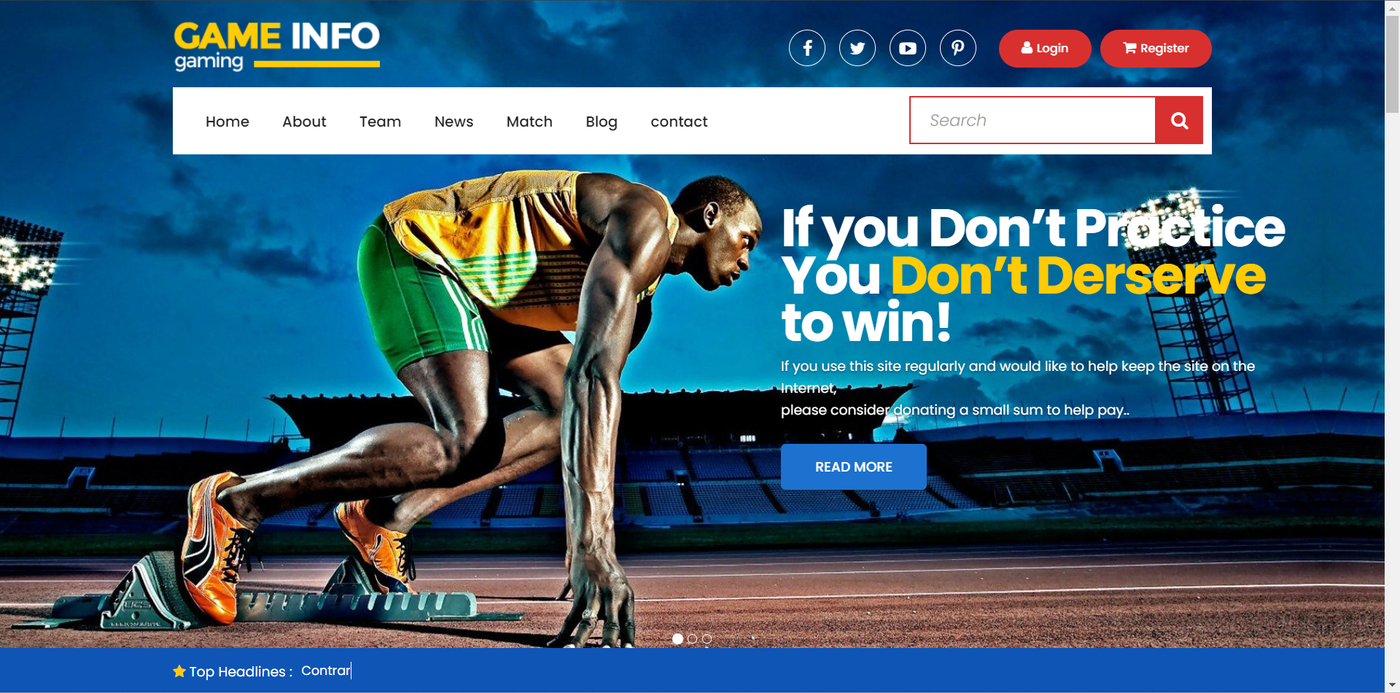 GAME INFO
gaming
Login
Register
Home About Team News Match Blog contact
Search
If you Don’t Practice
You Don’t Derserve
to win!
If you use this site regularly and would like to help keep the site on the
Internet,
please consider donating a small sum to help pay..
READ MORE
Top Headlines : Contrar